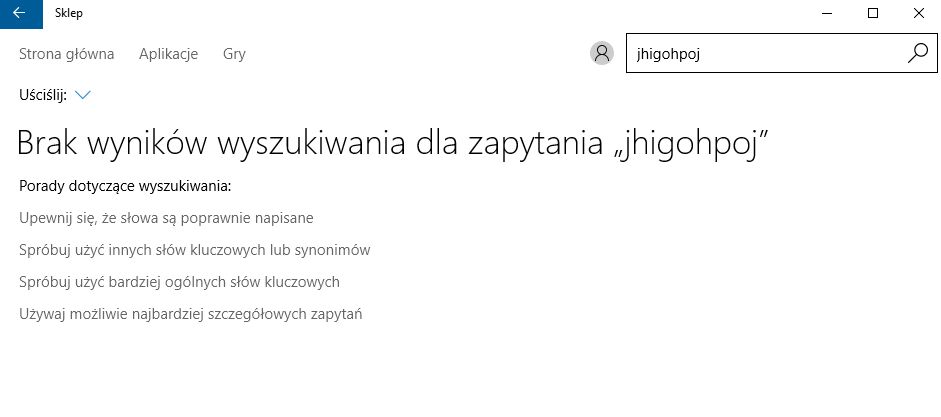 Sklep
Strona główna Aplikacje Gry jhigohpoj
Uściślij:
Brak wyników wyszukiwania dla zapytania „jhigohpoj”
Porady dotyczące wyszukiwania:
Upewnij się, że słowa są poprawnie napisane
Spróbuj użyć innych słów kluczowych lub synonimów
Spróbuj użyć bardziej ogólnych słów kluczowych
Używaj możliwie najbardziej szczegółowych zapytań